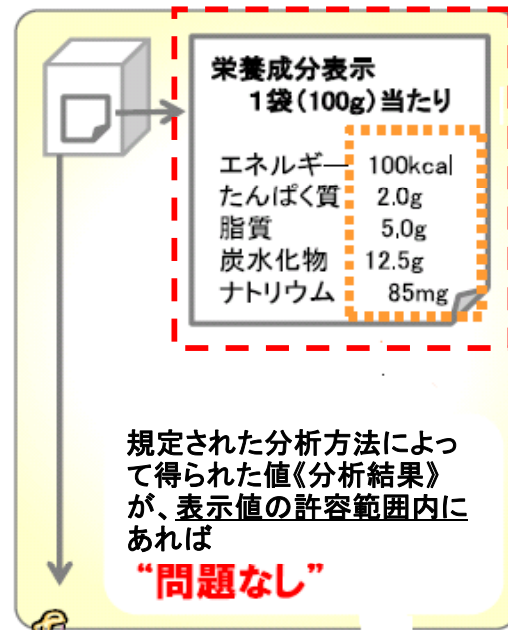 栄養成分表示
1袋(100g)当たり
エネルギー 100kcal
たんぱく質 2.0g
脂質 5.0g
炭水化物 12.5g
ナトリウム 85mg
規定された分析方法によっ
て得られた値《分析結果》
が、表示値の許容範囲内に
あれば
“問題なし”